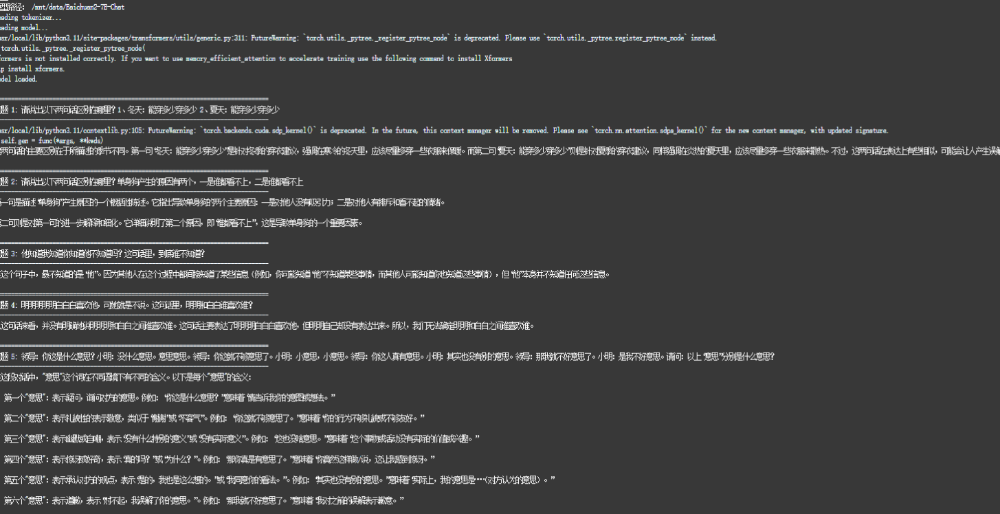 型路径： /mnt/data/Baichuan2-7B-Chat
ading tokenizer...
ading model...
sr/local/lib/python3.11/site-packages/transformers/utils/generic.py:311: FutureWarning: `torch.utils._pytree._register_pytree_node` is deprecated. Please use `torch.utils._pytree.register_pytree_node` instead.
torch.utils._pytree._register_pytree_node(
formers is not installed correctly. If you want to use memory_efficient_attention to accelerate training use the following command to install Xformers
p install xformers.
del loaded.
题 1: 请说出以下两句话区别在哪里？1、冬天：能穿多少穿多少 2、夏天：能穿多少穿多少
sr/local/lib/python3.11/contextlib.py:105: FutureWarning: `torch.backends.cuda.sdp_kernel()` is deprecated. In the future, this context manager will be removed. Please see `torch.nn.attention.sdpa_kernel()` for the new context manager, with updated signature.
self.gen = func(*args, **kwds)
两句话的主要区别在于所描述的季节不同。第一句“冬天：能穿多少穿多少”是针对冬季的穿衣建议，强调在寒冷的冬天里，应该尽量多穿一些衣服来保暖。而第二句“夏天：能穿多少穿多少”则是针对夏季的穿衣建议，同样强调在炎热的夏天里，应该尽量多穿一些衣服来散热。不过，这两句话在表达上有些相似，可能会让人产生误解
题 2: 请说出以下两句话区别在哪里？单身狗产生的原因有两个，一是谁都看不上，二是谁都看不上
一句是描述“单身狗”产生原因的一个概括性陈述。它指出导致单身狗的两个主要原因：一是对他人没有吸引力；二是对他人有排斥和看不起的情绪。
二句则是对第一句的进一步解释和细化。它详细说明了第二个原因，即“谁都看不上”，这是导致单身狗的一个重要因素。
题 3: 他知道我知道你知道他不知道吗？这句话里，到底谁不知道？
这个句子中，最不知道的是“他”。因为其他人在这个过程中都间接知道了某些信息（例如，你可能知道“他”不知道某些事情，而其他人可能知道你也知道这些事情），但“他”本身并不知道任何这些信息。
题 4: 明明明明明白白白喜欢他，可她就是不说。这句话里，明明和白白谁喜欢谁？
这句话来看，并没有明确地说明明明和白白之间谁喜欢谁。这句话主要表达了明明明白白白喜欢他，但明明自己却没有表达出来。所以，我们无法确定明明和白白之间谁喜欢谁。
题 5: 领导：你这是什么意思？小明：没什么意思。意思意思。领导：你这就不够意思了。小明：小意思，小意思。领导：你这人真有意思。小明：其实也没有别的意思。领导：那我就不好意思了。小明：是我不好意思。请问：以上“意思”分别是什么意思？
这段对话中，"意思"这个词在不同语境下有不同的含义。以下是每个"意思"的含义：
第一个"意思"：表示疑问，询问对方的意思。例如：“你这是什么意思？”意味着“请告诉我你的意图或想法。”
第二个"意思"：表示礼貌性的表示敬意，类似于“谢谢”或“不客气”。例如：“你这就不够意思了。”意味着“你的行为不够礼貌或不够友好。”
第三个"意思"：表示幽默或自嘲，表示“没有什么特别的意义”或“没有实际意义”。例如：“这也没啥意思。”意味着“这个事物或活动没有实际的价值或兴趣。”
第四个"意思"：表示惊讶或好奇，表示“真的吗？”或“为什么？”。例如：“那你真是有意思了。”意味着“你竟然这样做/说，这让我感到惊讶。”
第五个"意思"：表示承认对方的观点，表示“是的，我也是这么想的。”或“我同意你的看法。”。例如：“其实也没有别的意思。”意味着“实际上，我的意思是……（对方认为的意思）。”
第六个"意思"：表示道歉，表示“对不起，我误解了你的意思。”。例如：“那我就不好意思了。”意味着“我对之前的误解表示歉意。”